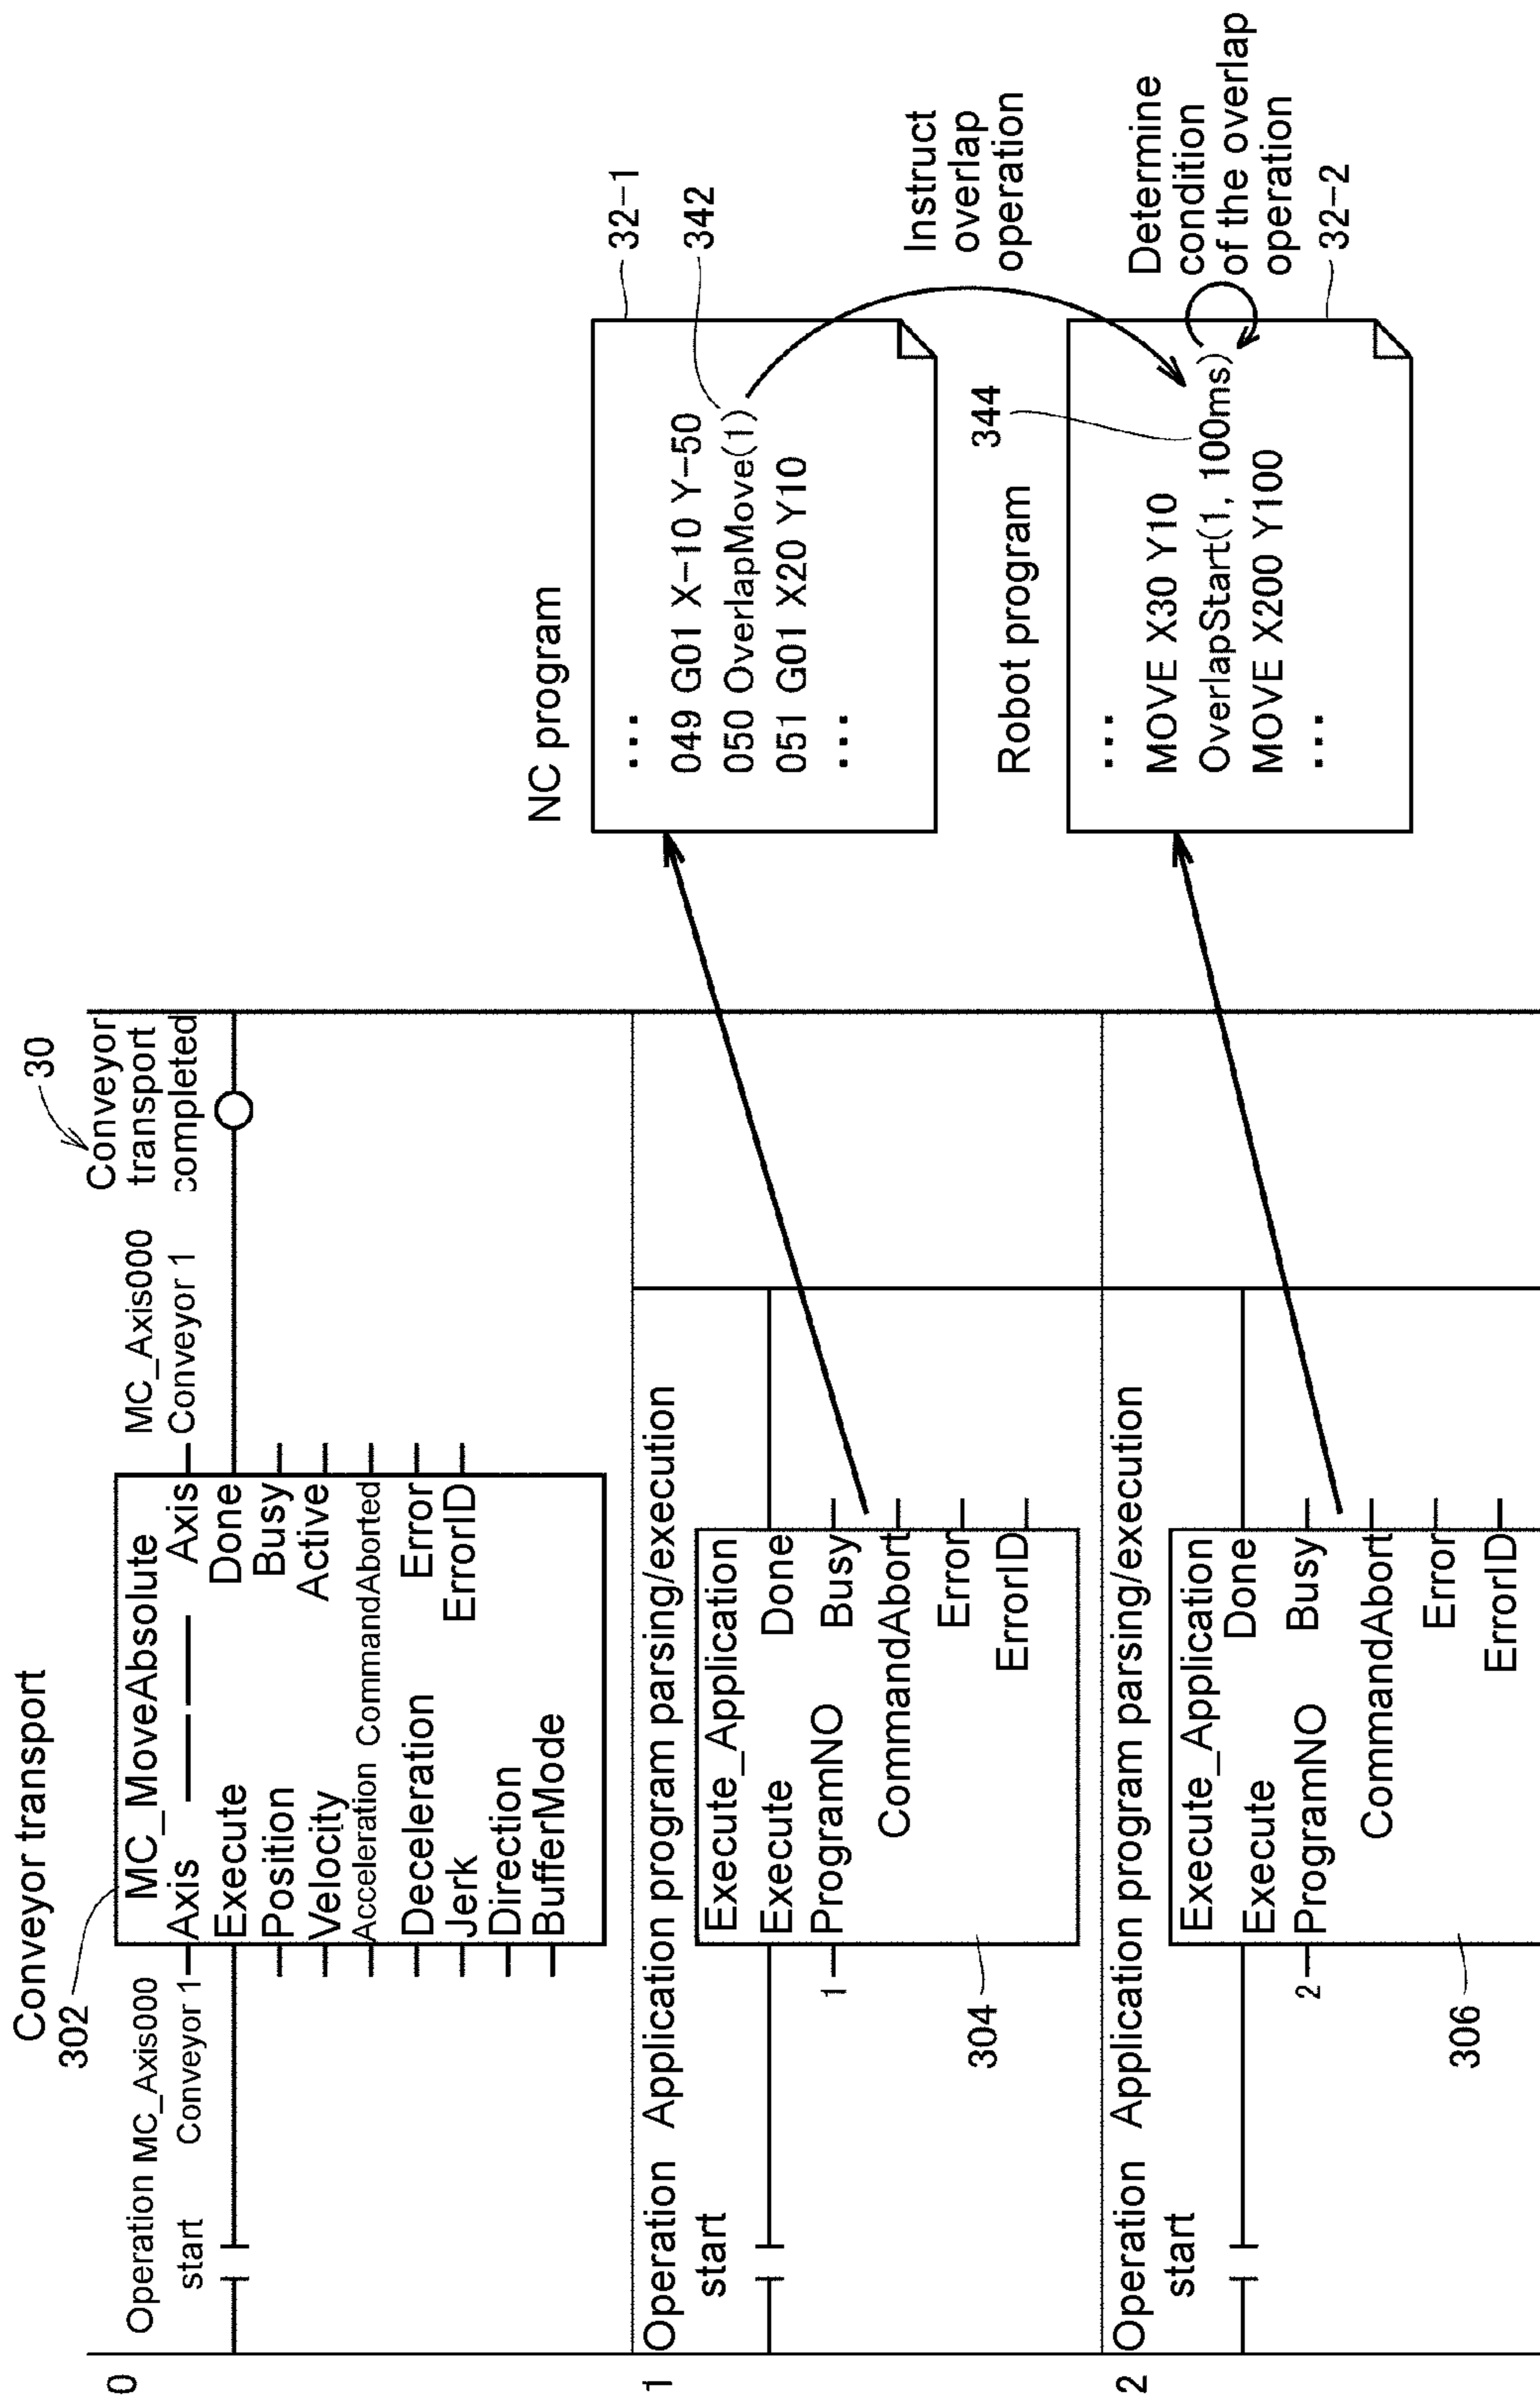 Conveyor transport
302
30
0
Operation
start
MC_Axis000
Conveyor 1
MC_MoveAbsolute
Axis
Axis
Execute
Done
Position
Busy
Velocity
Active
Acceleration
CommandAborted
Deceleration
Error
Jerk
ErrorID
Direction
BufferMode
MC_Axis000
Conveyor 1
Conveyor
transport
completed
1
Operation
start
Application program parsing/execution
Execute_Application
Execute
Done
1
ProgramNO
Busy
CommandAbort
Error
ErrorID
304
2
Operation
start
Application program parsing/execution
Execute_Application
Execute
Done
2
ProgramNO
Busy
CommandAbort
Error
ErrorID
306
NC program
32-1
...
049 G01 X-10 Y-50
342
050 OverlapMove(1)
051 G01 X20 Y10
...
Instruct
overlap
operation
Robot program
344
...
MOVE X30 Y10
OverlapStart(1, 100ms)
MOVE X200 Y100
...
Determine
condition
of the overlap
operation
32-2